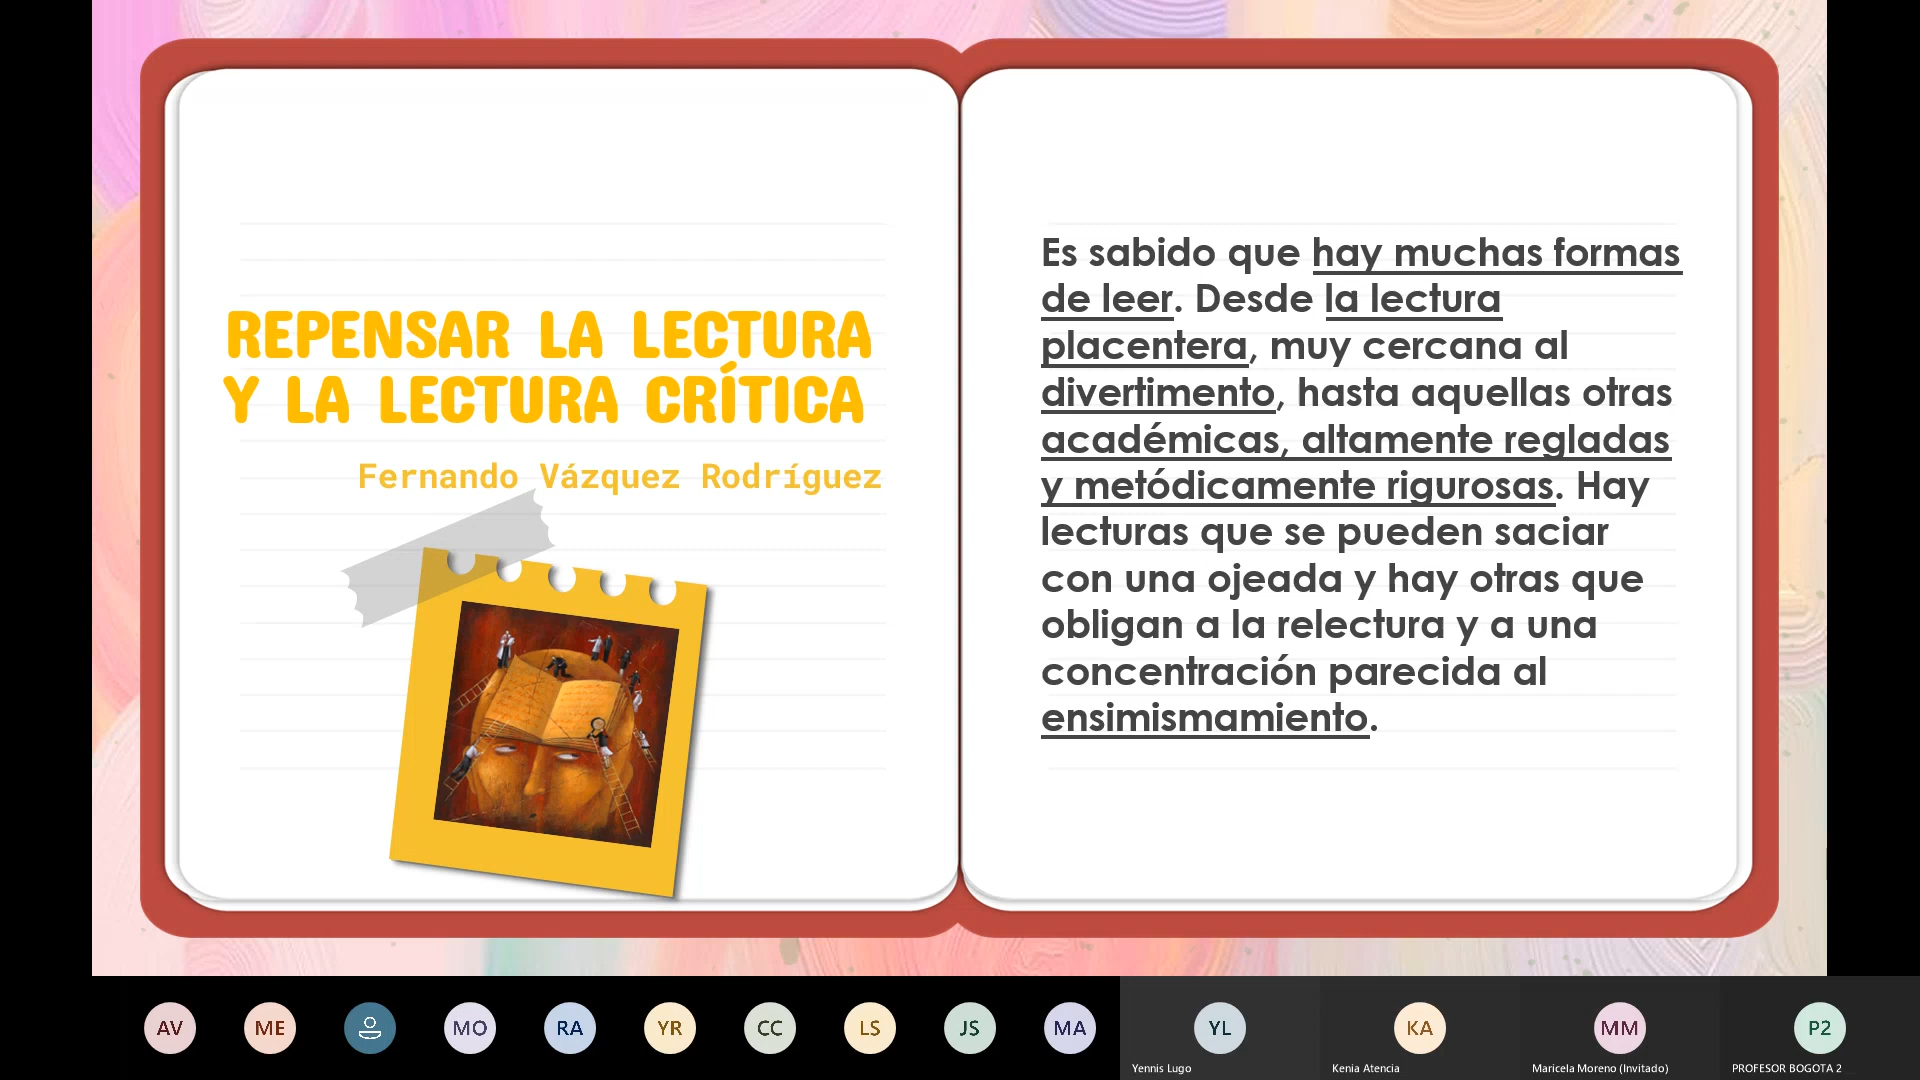 REPENSAR LA LECTURA
Y LA LECTURA CRÍTICA
Fernando Vázquez Rodríguez
Es sabido que hay muchas formas
de leer. Desde la lectura
placentera, muy cercana al
divertimento, hasta aquellas otras
académicas, altamente regladas
y metódicamente rigurosas. Hay
lecturas que se pueden saciar
con una ojeada y hay otras que
obligan a la relectura y a una
concentración parecida al
ensimismamiento.
AV ME MO RA YR CC LS JS MA YL KA MM P2
Yennis Lugo Kenia Atencia Maricela Moreno (Invitado) PROFESOR BOGOTA 2